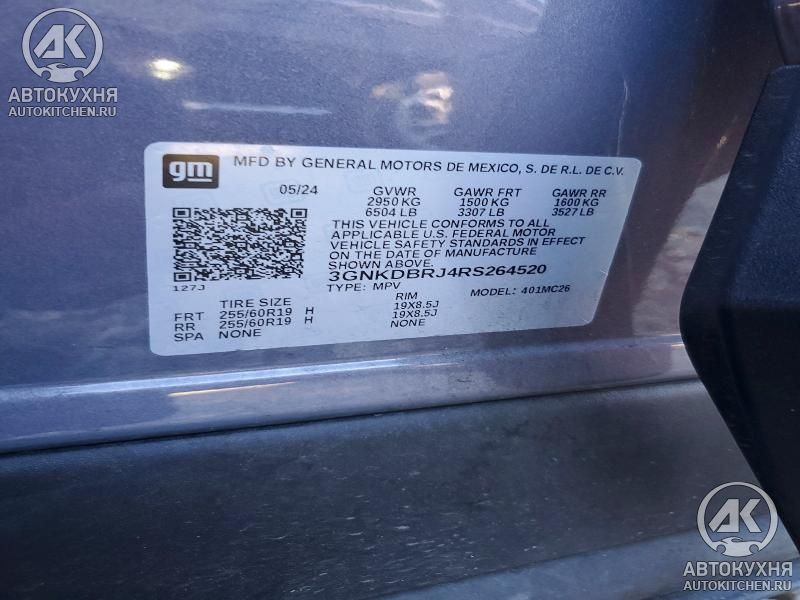 AK
АВТОКУХНЯ
AUTOKITCHEN.RU
gm MFD BY GENERAL MOTORS DE MEXICO, S. DE R.L. DE C.V.
05/24 GVWR GAWR FRT GAWR RR
2950 KG 1500 KG 1600 KG
6504 LB 3307 LB 3527 LB
THIS VEHICLE CONFORMS TO ALL
APPLICABLE U.S. FEDERAL MOTOR
VEHICLE SAFETY STANDARDS IN EFFECT
ON THE DATE OF MANUFACTURE
SHOWN ABOVE.
3GNKDBRJ4RS264520
127J TYPE: MPV MODEL: 401MC26
TIRE SIZE RIM
FRT 255/60R19 H 19X8.5J
RR 255/60R19 H 19X8.5J
SPA NONE NONE
AK
АВТОКУХНЯ
AUTOKITCHEN.RU